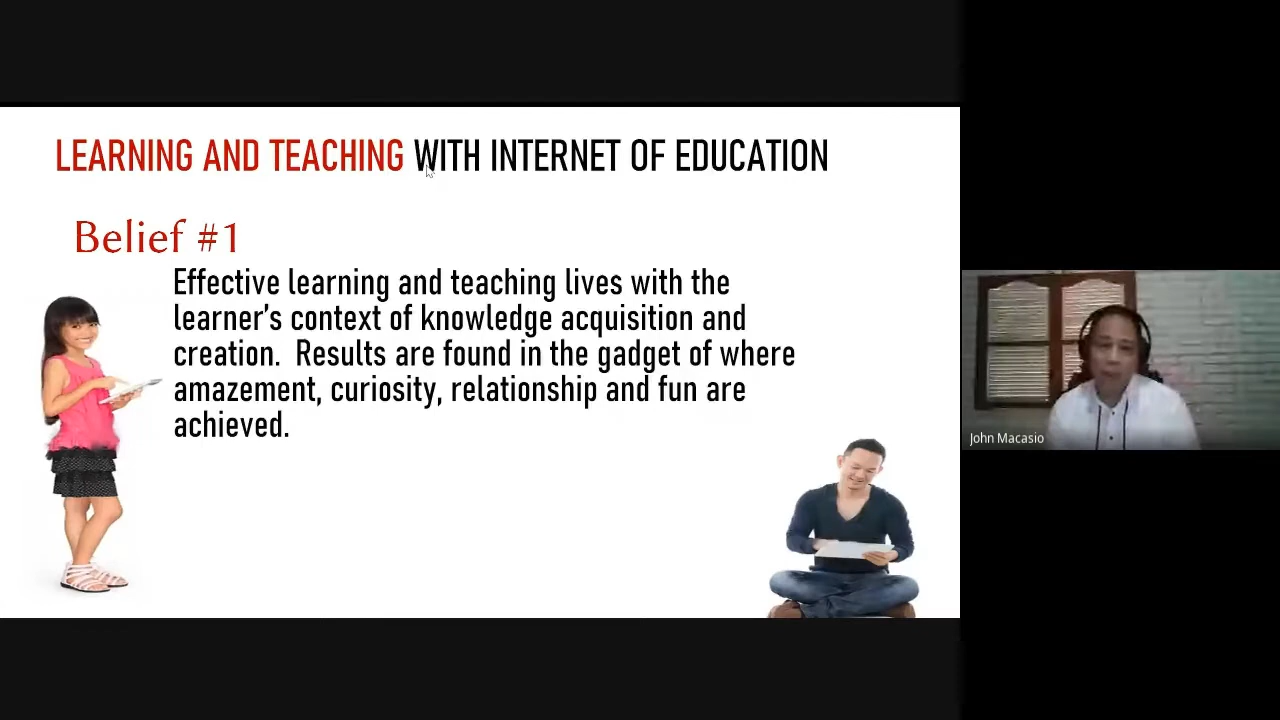 LEARNING AND TEACHING WITH INTERNET OF EDUCATION
Belief #1
Effective learning and teaching lives with the
learner’s context of knowledge acquisition and
creation. Results are found in the gadget of where
amazement, curiosity, relationship and fun are
achieved.
John Macasio